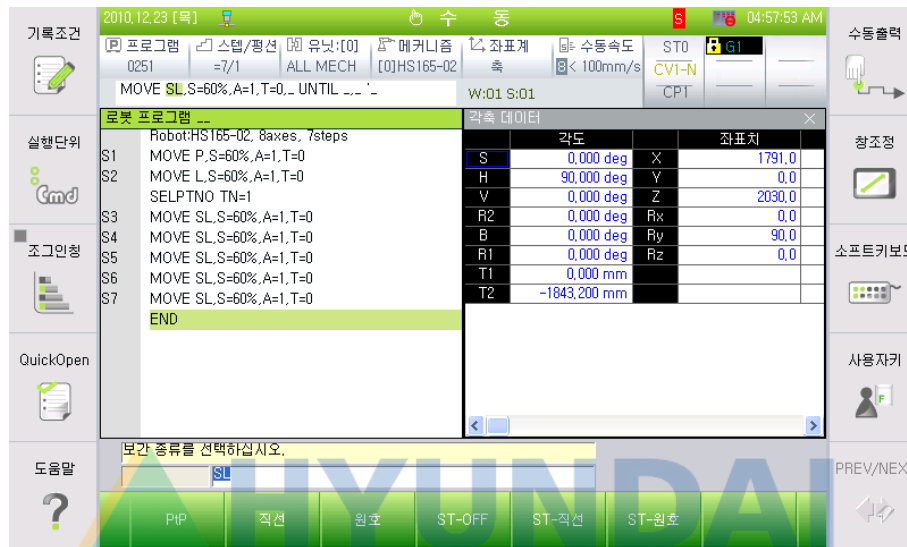 2010,12,23 [목] 수 동 S 04:57:53 AM
기록조건
수동출력
P 프로그램 스텝/펑션 유닛:[0] 메커니즘 좌표계 수동속도 ST0 G1
0251 =7/1 ALL MECH [0]HS165-02 축 8< 100mm/s CV1-N
MOVE SL,S=60%,A=1,T=0,_ UNTIL _,_ '_
W:01 S:01 CP1
로봇 프로그램 __
각축 데이터
Robot:HS165-02, 8axes, 7steps
S1 MOVE P,S=60%,A=1,T=0
S2 MOVE L,S=60%,A=1,T=0
SELPTNO TN=1
S3 MOVE SL,S=60%,A=1,T=0
S4 MOVE SL,S=60%,A=1,T=0
S5 MOVE SL,S=60%,A=1,T=0
S6 MOVE SL,S=60%,A=1,T=0
S7 MOVE SL,S=60%,A=1,T=0
END
각도 좌표치
S 0,000 deg X 1791,0
H 90,000 deg Y 0,0
V 0,000 deg Z 2030,0
R2 0,000 deg Rx 0,0
B 0,000 deg Ry 90,0
R1 0,000 deg Rz 0,0
T1 0,000 mm
T2 -1843,200 mm
실행단위
Cmd
조그인칭
QuickOpen
도움말
창조정
소프트키보드
사용자키
F
PREV/NEX
보간 종류를 선택하십시오,
SL
PtP 직선 원호 ST-OFF ST-직선 ST-원호
HYUNDAI